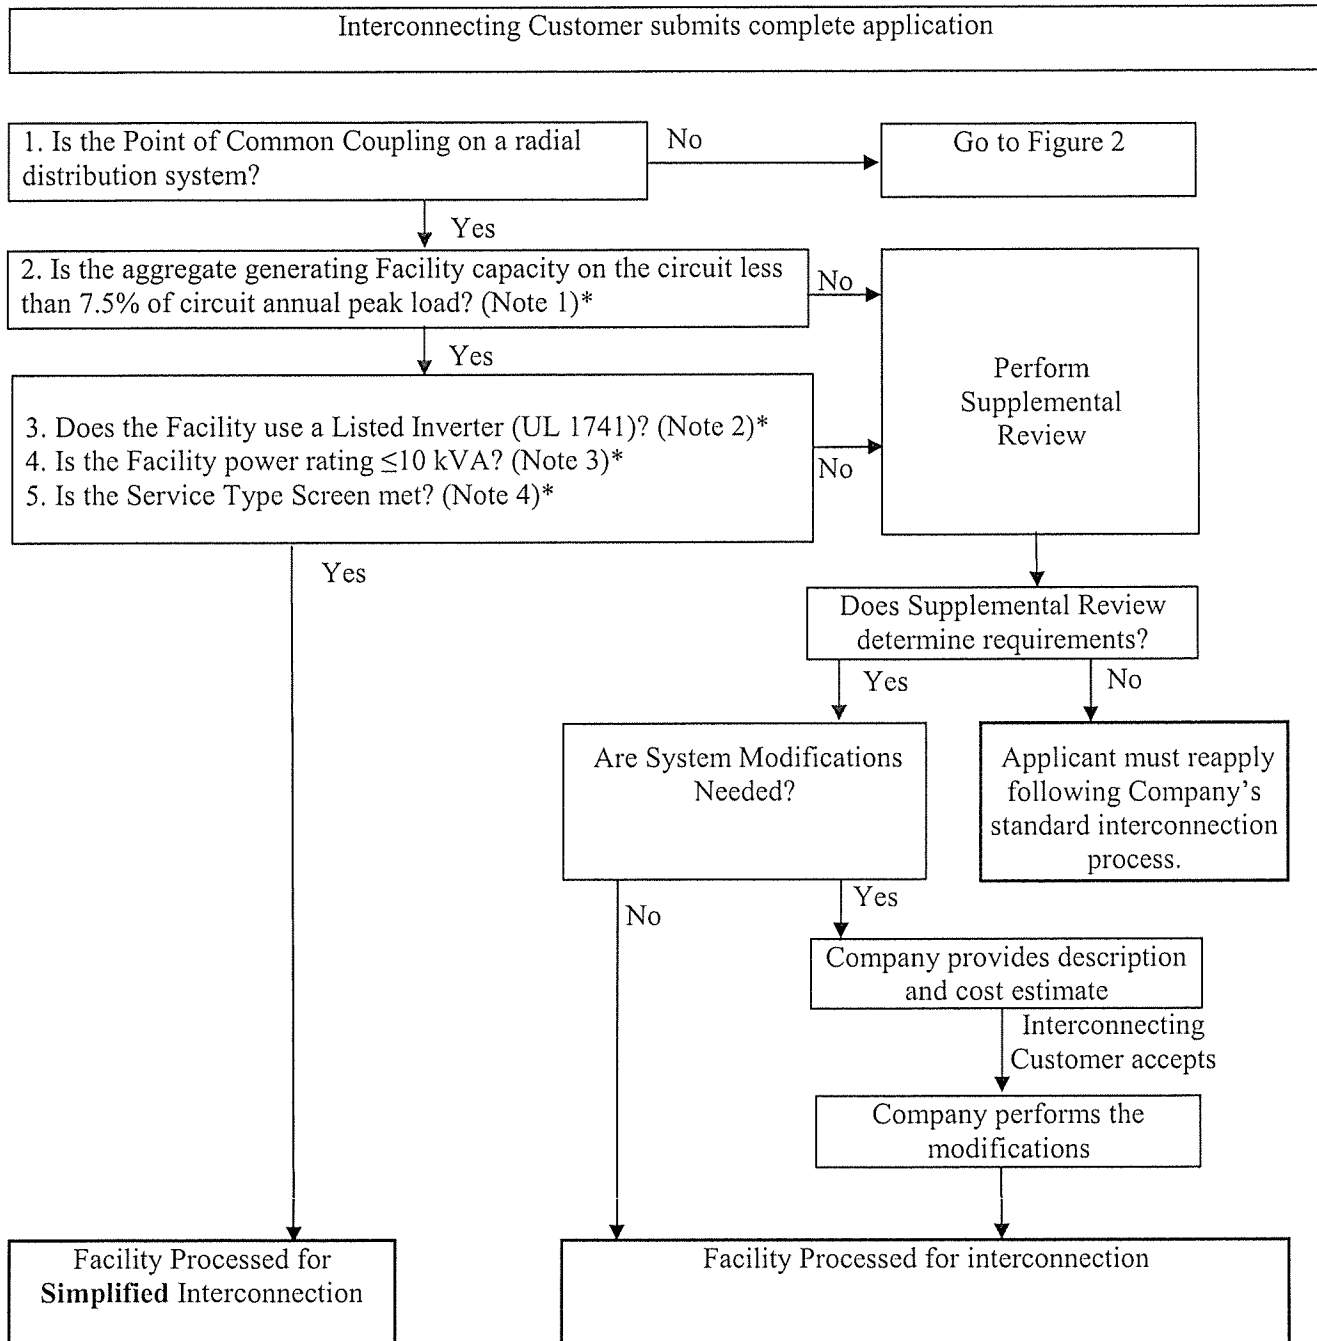 Interconnecting Customer submits complete application
1. Is the Point of Common Coupling on a radial
distribution system?
No
Go to Figure 2
Yes
2. Is the aggregate generating Facility capacity on the circuit less
than 7.5% of circuit annual peak load? (Note 1)*
No
Yes
Perform
Supplemental
Review
3. Does the Facility use a Listed Inverter (UL 1741)? (Note 2)*
4. Is the Facility power rating ≤10 kVA? (Note 3)*
5. Is the Service Type Screen met? (Note 4)*
No
Yes
Does Supplemental Review
determine requirements?
Yes
No
Are System Modifications
Needed?
Applicant must reapply
following Company's
standard interconnection
process.
No
Yes
Company provides description
and cost estimate
Interconnecting
Customer accepts
Company performs the
modifications
Facility Processed for
Simplified Interconnection
Facility Processed for interconnection